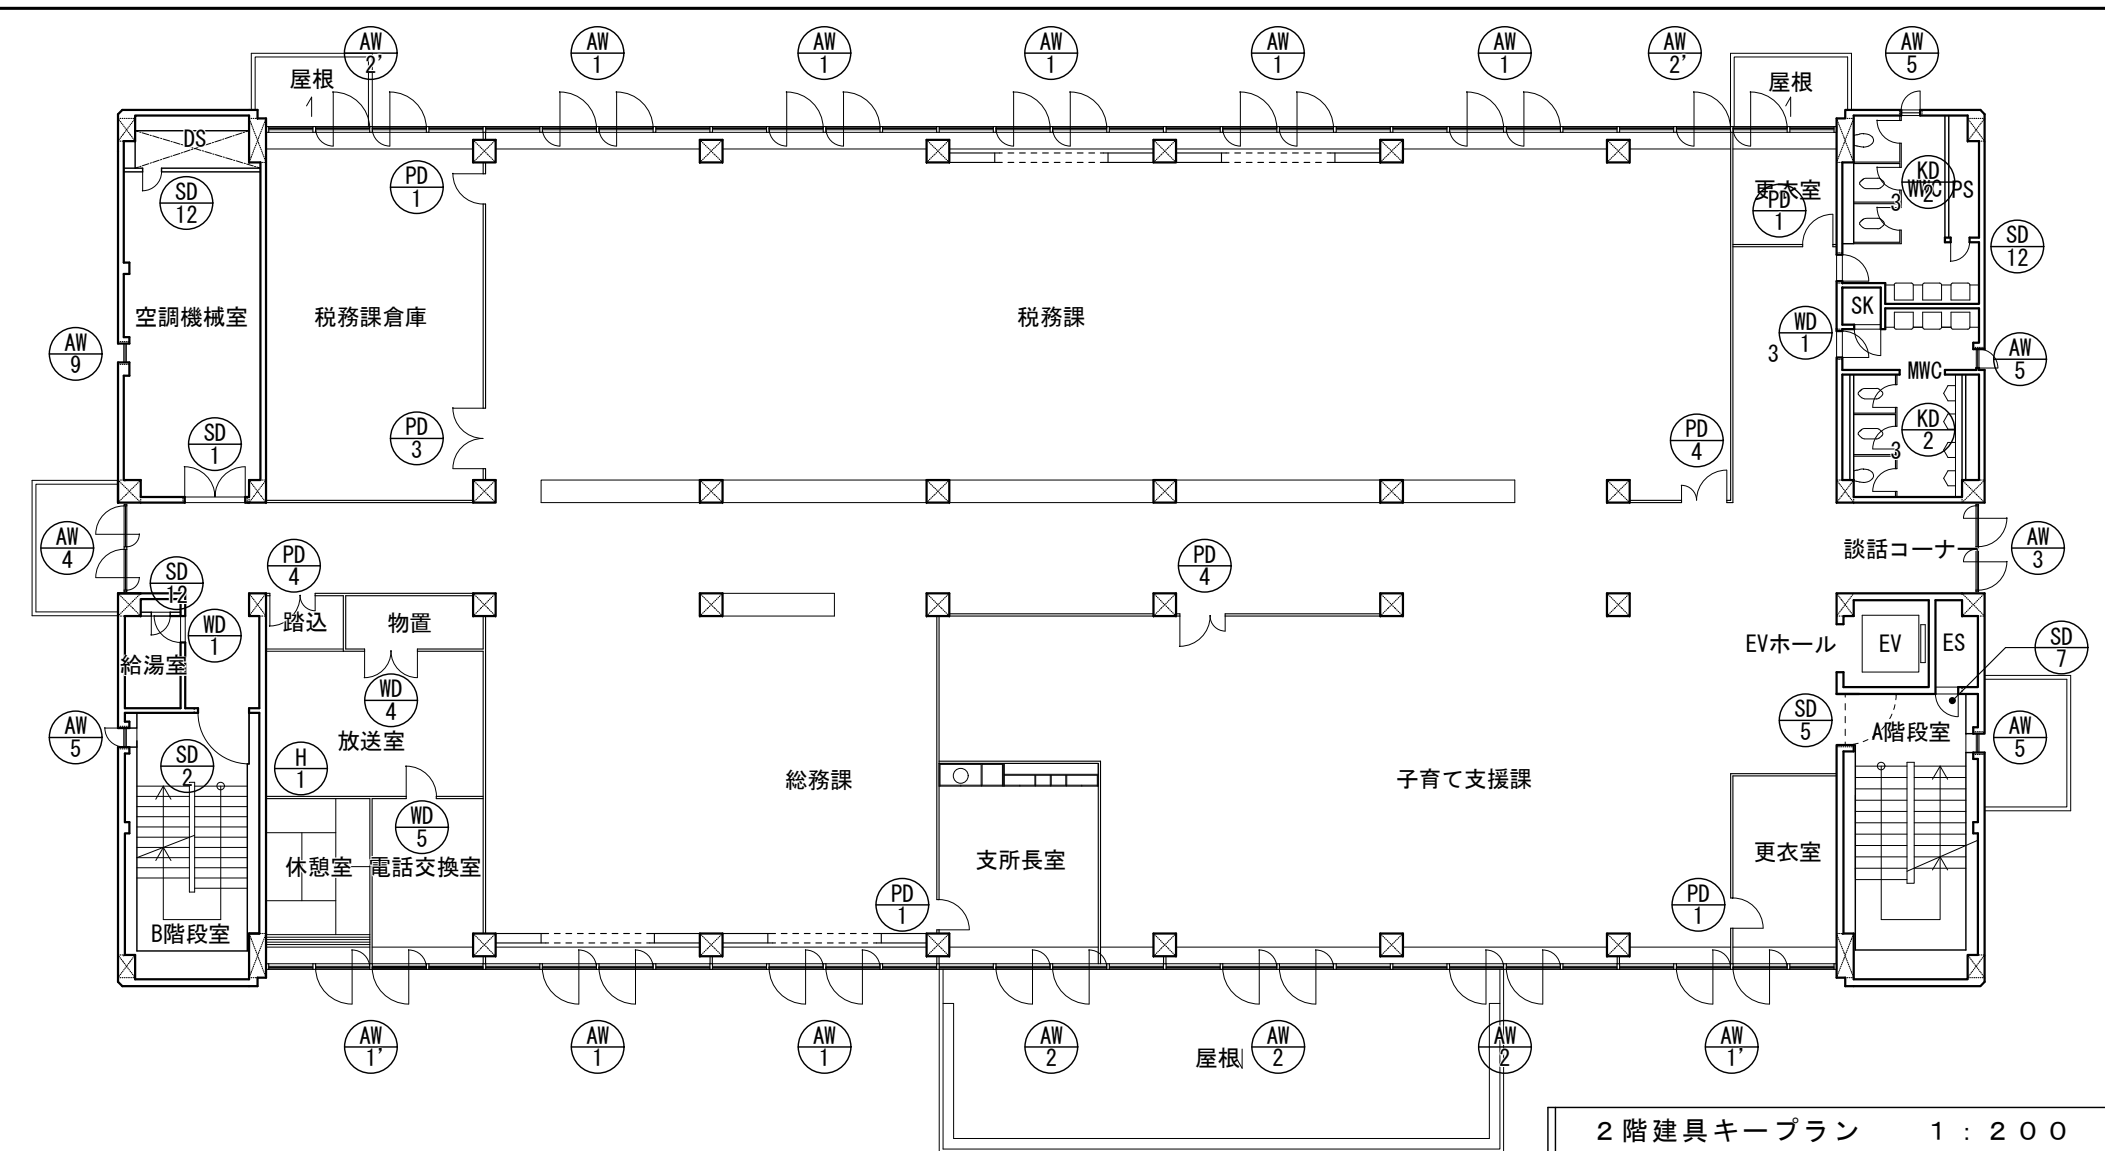 AW 2' AW 1 AW 1 AW 1 AW 1 AW 1 AW 2' AW 5
屋根 屋根
DS
PD 1
SD 12
更衣室
PD 1
KD 2
WWC PS
3
SD 12
空調機械室 税務課倉庫 税務課
SK
WD 1
3
AW 9
AW 5
MWC
SD 1
PD 3
PD 4
KD 2
3
AW 4
PD 4
PD 4
談話コーナー
AW 3
SD 12
踏込 物置
WD 1
給湯室
EVホール EV ES
SD 7
WD 4
AW 5
放送室
SD 5
A階段室
AW 5
SD 2
H 1
総務課 子育て支援課
WD 5
休憩室 電話交換室
支所長室
更衣室
PD 1
PD 1
B階段室
AW 1' AW 1 AW 1 AW 2 屋根 AW 2 AW 2 AW 1'
2階建具キープラン 1:200